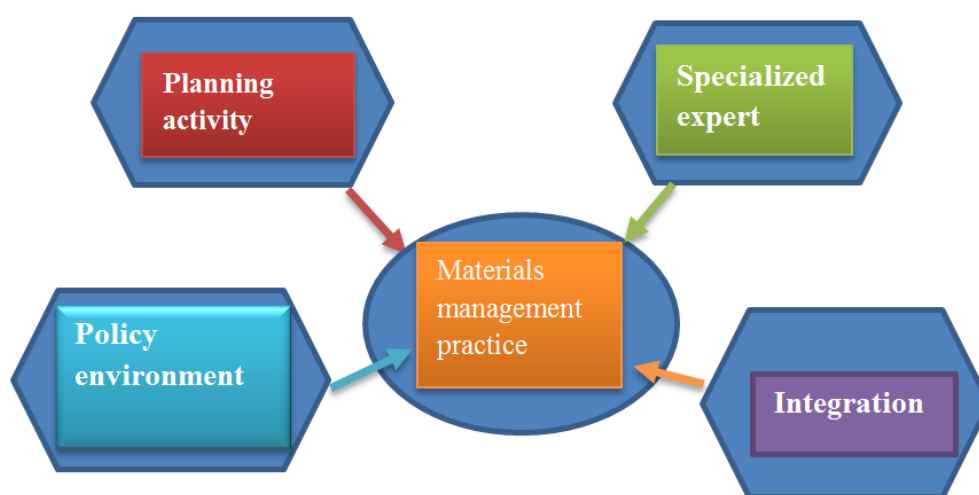 Planning
activity
Specialized
expert
Materials
management
practice
Policy
environment
Integration